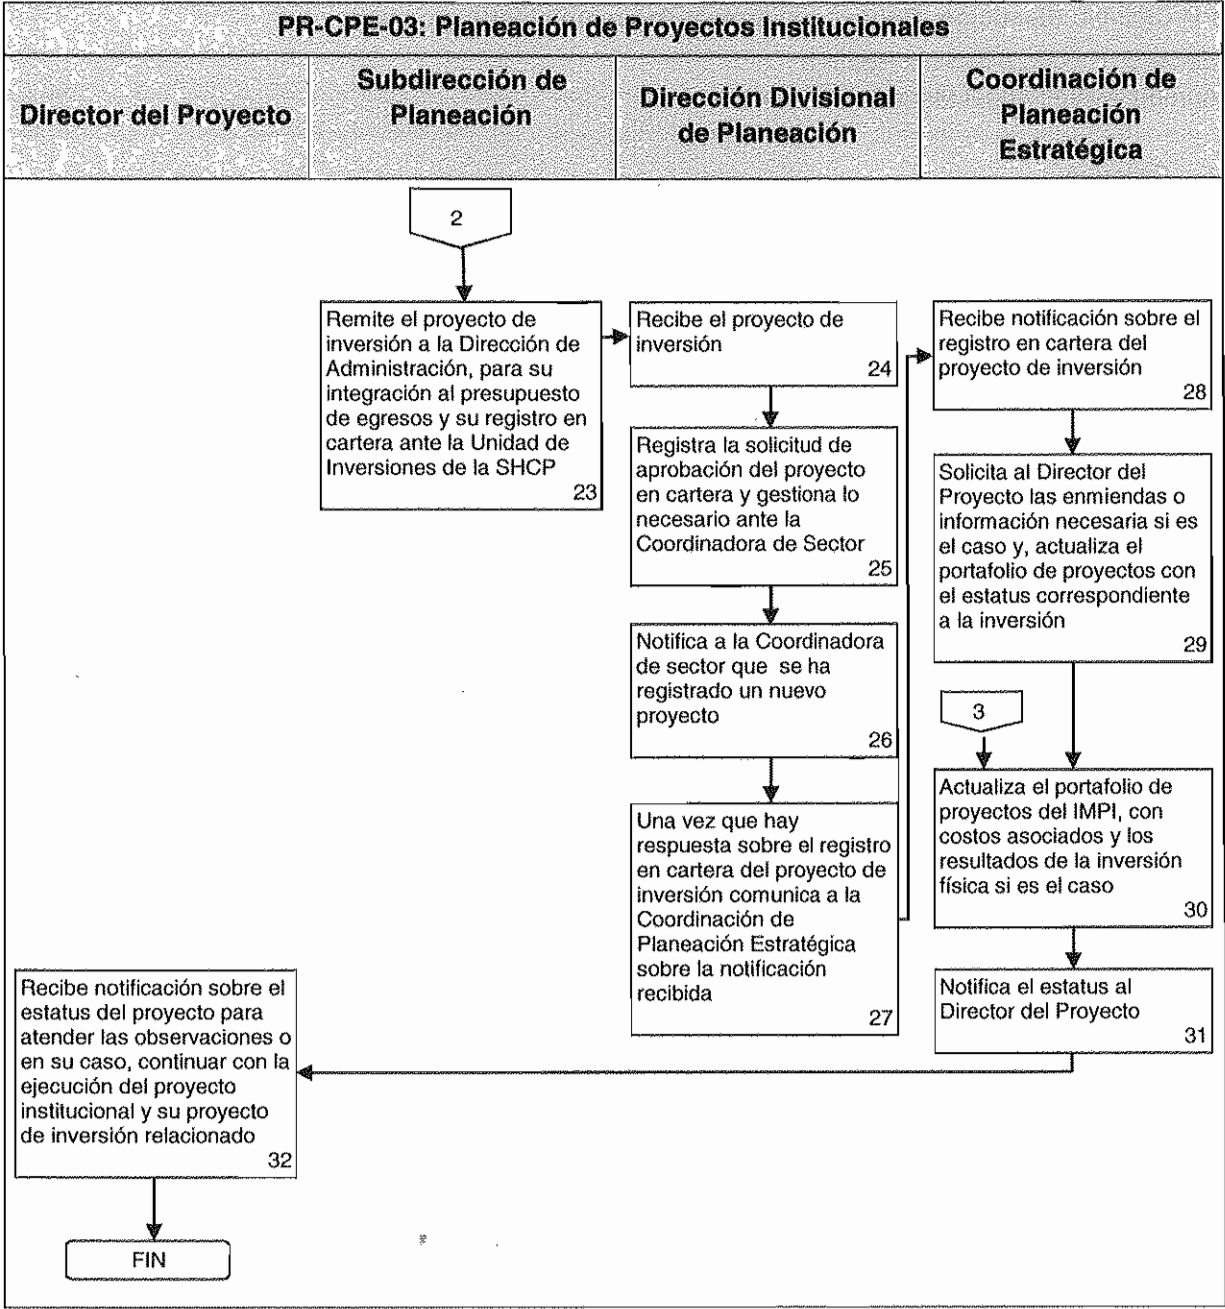 PR-CPE-03: Planeación de Proyectos Institucionales
Director del Proyecto
Subdirección de
Planeación
Dirección Divisional
de Planeación
Coordinación de
Planeación
Estratégica
2
Remite el proyecto de
inversión a la Dirección de
Administración, para su
integración al presupuesto
de egresos y su registro en
cartera ante la Unidad de
Inversiones de la SHCP
23
Recibe el proyecto de
inversión
24
Registra la solicitud de
aprobación del proyecto
en cartera y gestiona lo
necesario ante la
Coordinadora de Sector
25
Notifica a la Coordinadora
de sector que se ha
registrado un nuevo
proyecto
26
Una vez que hay
respuesta sobre el registro
en cartera del proyecto de
inversión comunica a la
Coordinación de
Planeación Estratégica
sobre la notificación
recibida
27
Recibe notificación sobre el
registro en cartera del
proyecto de inversión
28
Solicita al Director del
Proyecto las enmiendas o
información necesaria si es
el caso y, actualiza el
portafolio de proyectos con
el estatus correspondiente
a la inversión
29
3
Actualiza el portafolio de
proyectos del IMPI, con
costos asociados y los
resultados de la inversión
física si es el caso
30
Notifica el estatus al
Director del Proyecto
31
Recibe notificación sobre el
estatus del proyecto para
atender las observaciones o
en su caso, continuar con la
ejecución del proyecto
institucional y su proyecto
de inversión relacionado
32
FIN